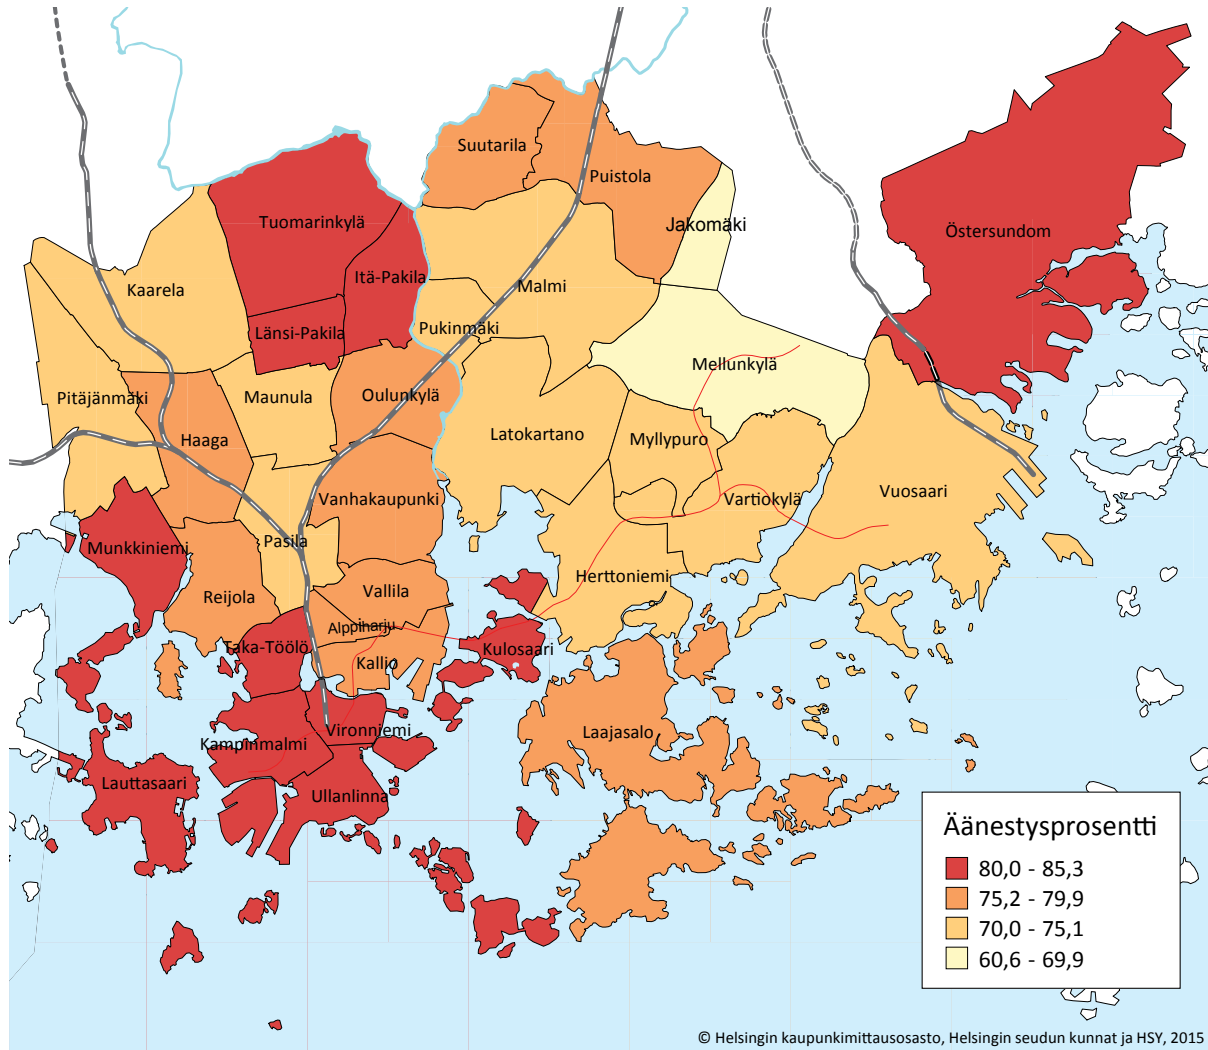 Suutarila
Puistola
Tuomarinkylä
Jakomäki
Östersundom
Itä-Pakila
Kaarela
Malmi
Länsi-Pakila
Pukinmäki
Mellunkylä
Pitäjänmäki
Maunula
Oulunkylä
Haaga
Latokartano
Myllypuro
Vanhakaupunki
Vartiokylä
Vuosaari
Munkkiniemi
Pasila
Herttoniemi
Reijola
Vallila
Alppiharju
Taka-Töölö
Kulosaari
Kallio
Vironniemi
Laajasalo
Kampinmalmi
Lauttasaari
Ullanlinna
Äänestysprosentti
80,0 - 85,3
75,2 - 79,9
70,0 - 75,1
60,6 - 69,9
© Helsingin kaupunkimittausosasto, Helsingin seudun kunnat ja HSY, 2015